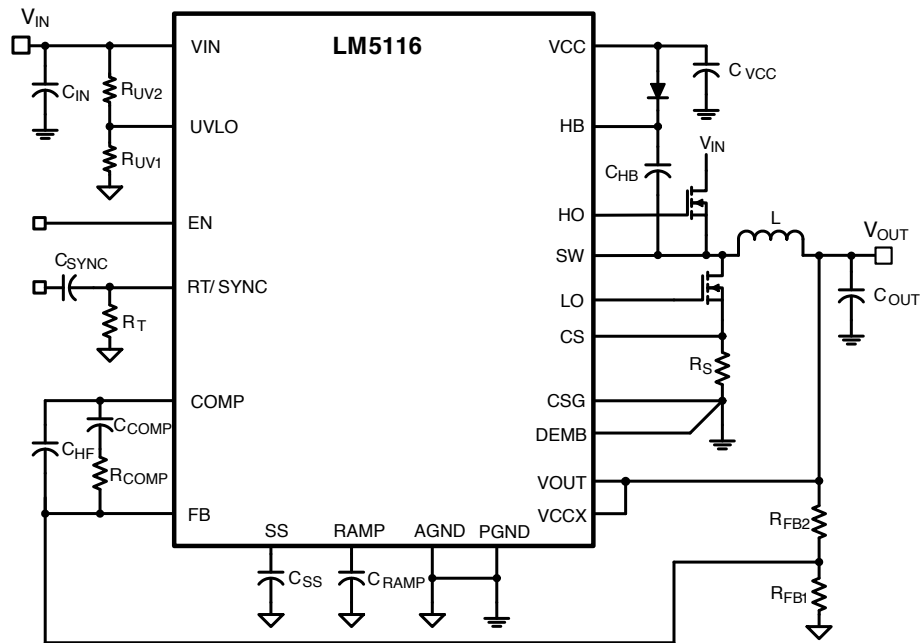 VIN
LM5116
VIN
VCC
CIN
RUV2
CVCC
UVLO
HB
RUV1
CHB
VIN
EN
HO
CSYNC
SW
L
VOUT
RT/SYNC
LO
COUT
RT
CS
RS
COMP
CSG
CCOMP
DEMB
CHF
RCOMP
VOUT
FB
VCCX
SS
RAMP
AGND
PGND
RFB2
CSS
CRAMP
RFB1